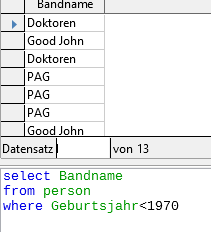 Bandname
Doktoren
Good John
Doktoren
PAG
PAG
PAG
Good John
Datensatz von 13
select Bandname
from person
where Geburtsjahr<1970